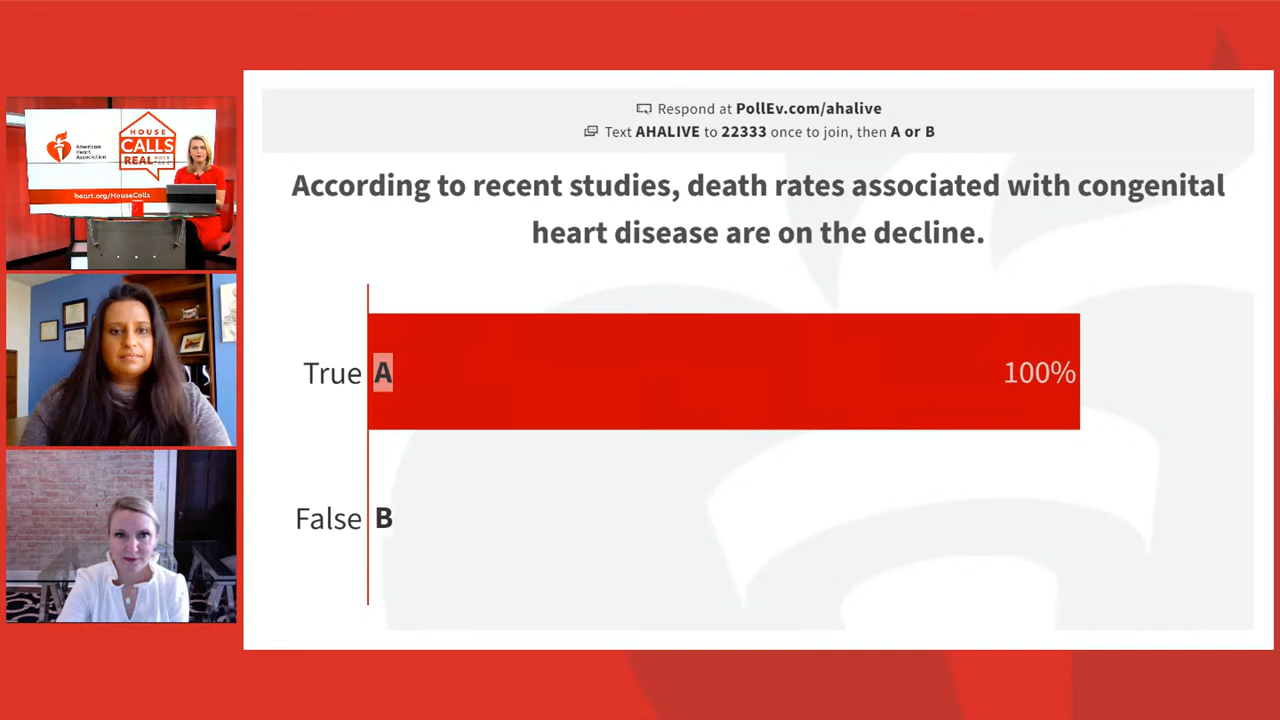 American
Heart
Association
HOUSE
CALLS
REAL
heart.org/HouseCalls
Respond at PollEv.com/ahalive
Text AHALIVE to 22333 once to join, then A or B
According to recent studies, death rates associated with congenital
heart disease are on the decline.
True A 100%
False B